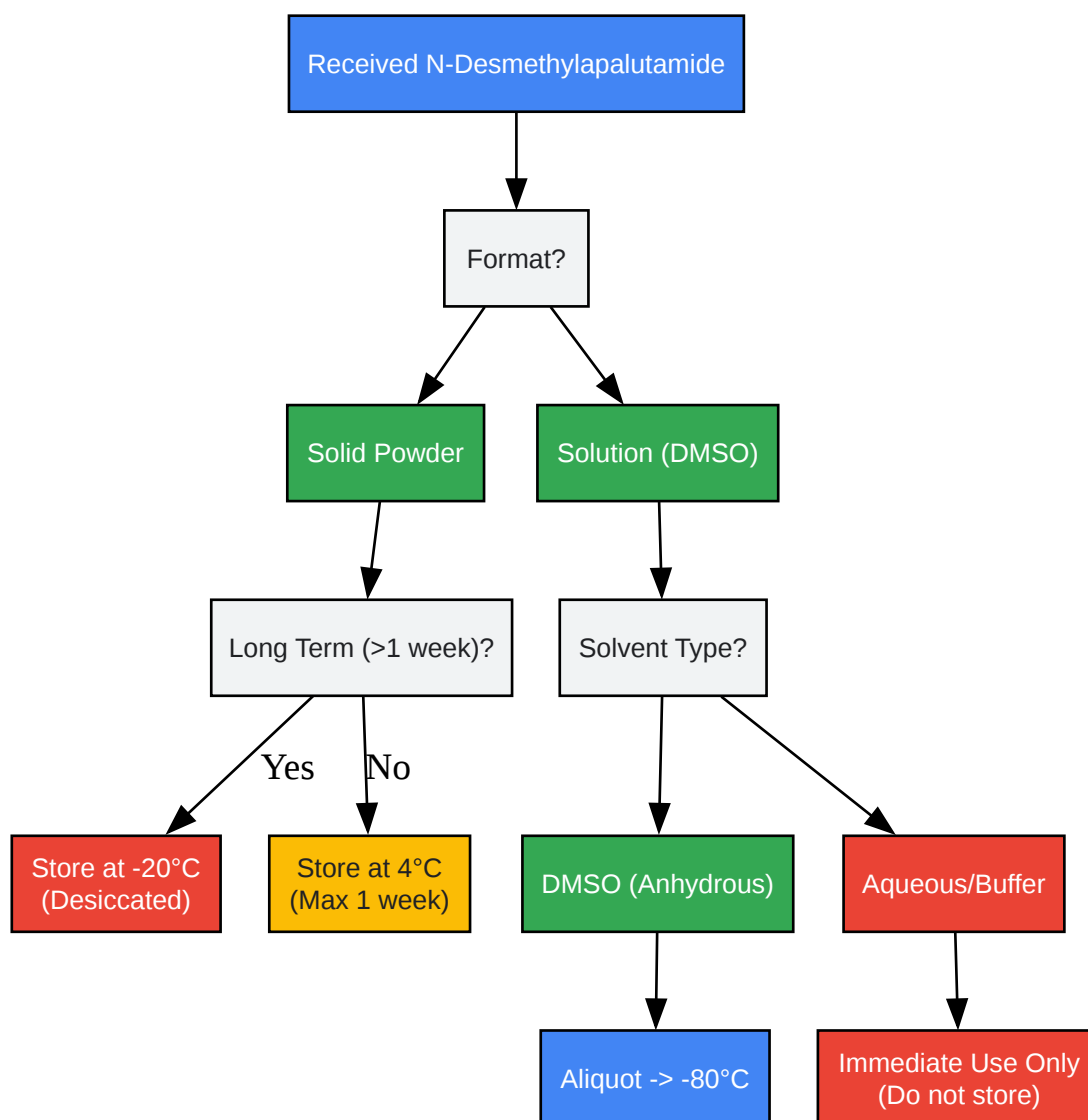 Received N-Desmethylapalutamide
Format?
Solid Powder
Solution (DMSO)
Long Term (>1 week)?
Solvent Type?
Yes
No
Store at -20°C
(Desiccated)
Store at 4°C
(Max 1 week)
DMSO (Anhydrous)
Aqueous/Buffer
Aliquot -> -80°C
Immediate Use Only
(Do not store)